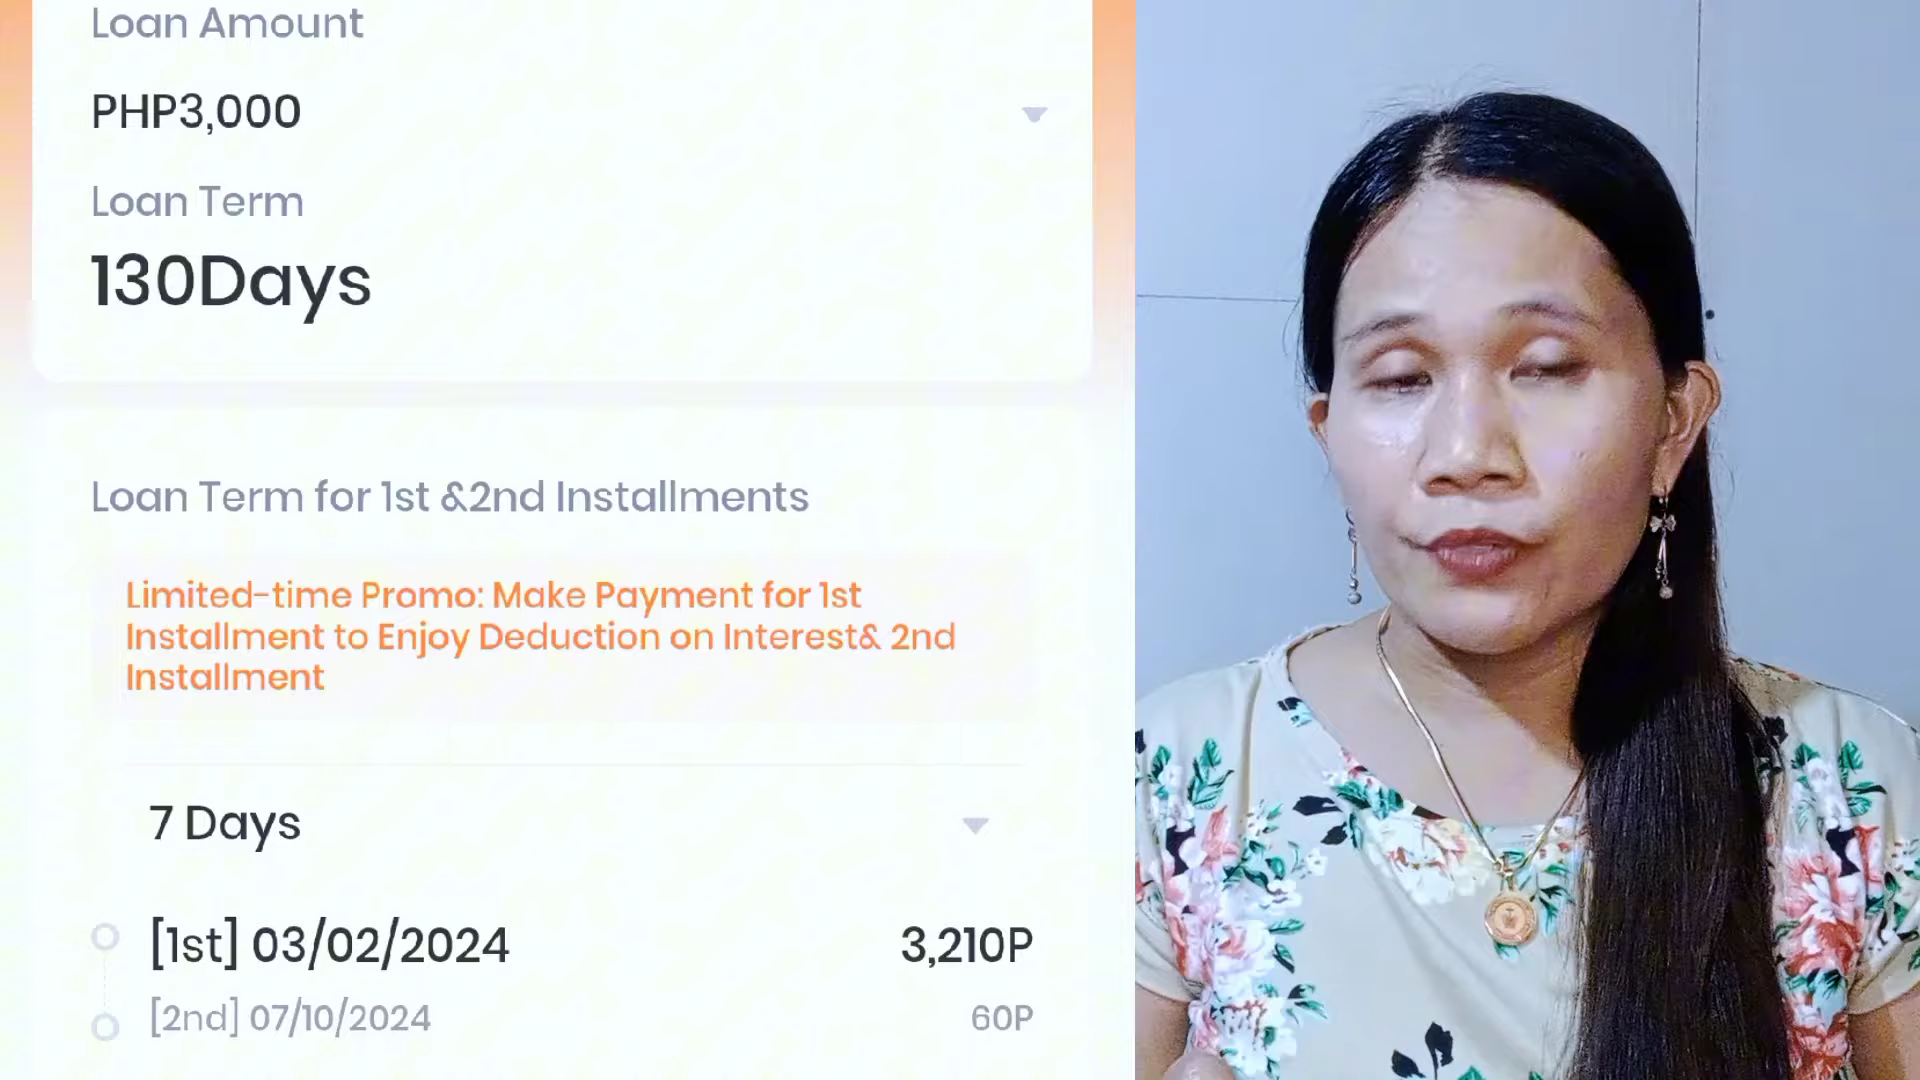 Loan Amount
PHP3,000
Loan Term
130Days
Loan Term for 1st &2nd Installments
Limited-time Promo: Make Payment for 1st
Installment to Enjoy Deduction on Interest& 2nd
Installment
7 Days
[1st] 03/02/2024 3,210P
[2nd] 07/10/2024 60P